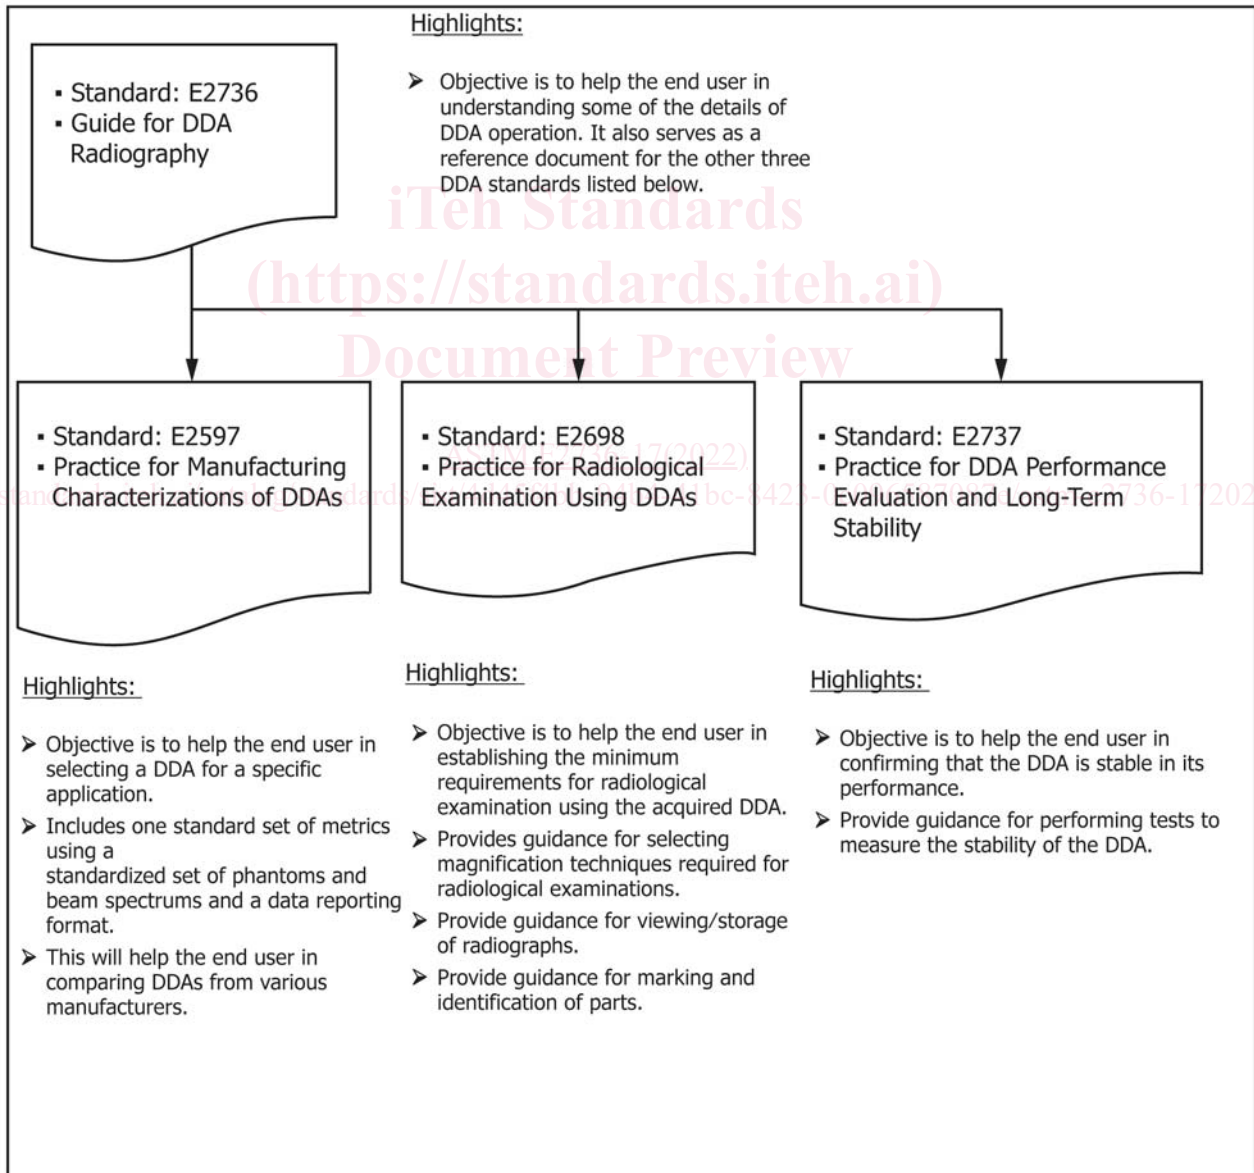 Highlights:
▪ Standard: E2736
▪ Guide for DDA
Radiography
➢ Objective is to help the end user in
understanding some of the details of
DDA operation. It also serves as a
reference document for the other three
DDA standards listed below.
iTeh Standards
(https://standards.iteh.ai)
Document Preview
▪ Standard: E2597
▪ Practice for Manufacturing
Characterizations of DDAs
▪ Standard: E2698
▪ Practice for Radiological
Examination Using DDAs
▪ Standard: E2737
▪ Practice for DDA Performance
Evaluation and Long-Term
Stability
ASTM E2736-17(2022)
Highlights:
➢ Objective is to help the end user in
selecting a DDA for a specific
application.
➢ Includes one standard set of metrics
using a
standardized set of phantoms and
beam spectrums and a data reporting
format.
➢ This will help the end user in
comparing DDAs from various
manufacturers.
Highlights:
➢ Objective is to help the end user in
establishing the minimum
requirements for radiological
examination using the acquired DDA.
➢ Provides guidance for selecting
magnification techniques required for
radiological examinations.
➢ Provide guidance for viewing/storage
of radiographs.
➢ Provide guidance for marking and
identification of parts.
Highlights:
➢ Objective is to help the end user in
confirming that the DDA is stable in its
performance.
➢ Provide guidance for performing tests to
measure the stability of the DDA.